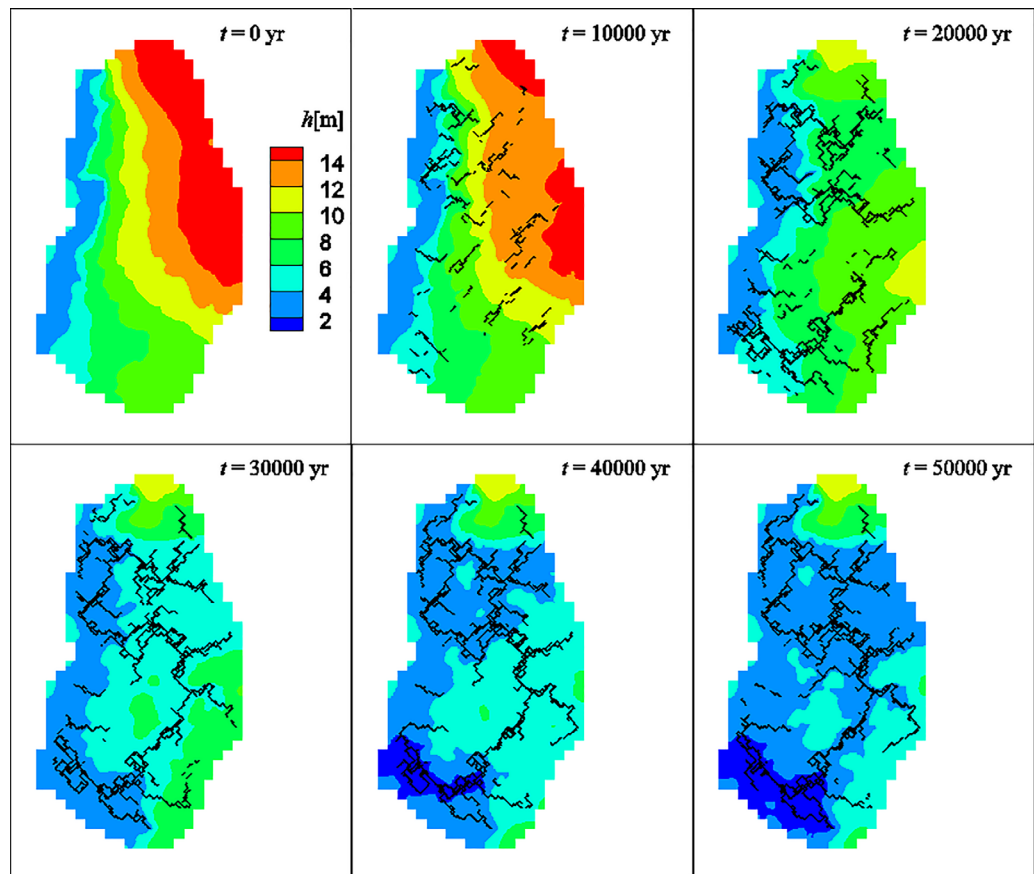 t = 0 yr
t = 10000 yr
t = 20000 yr
h[m]
14
12
10
8
6
4
2
t = 30000 yr
t = 40000 yr
t = 50000 yr